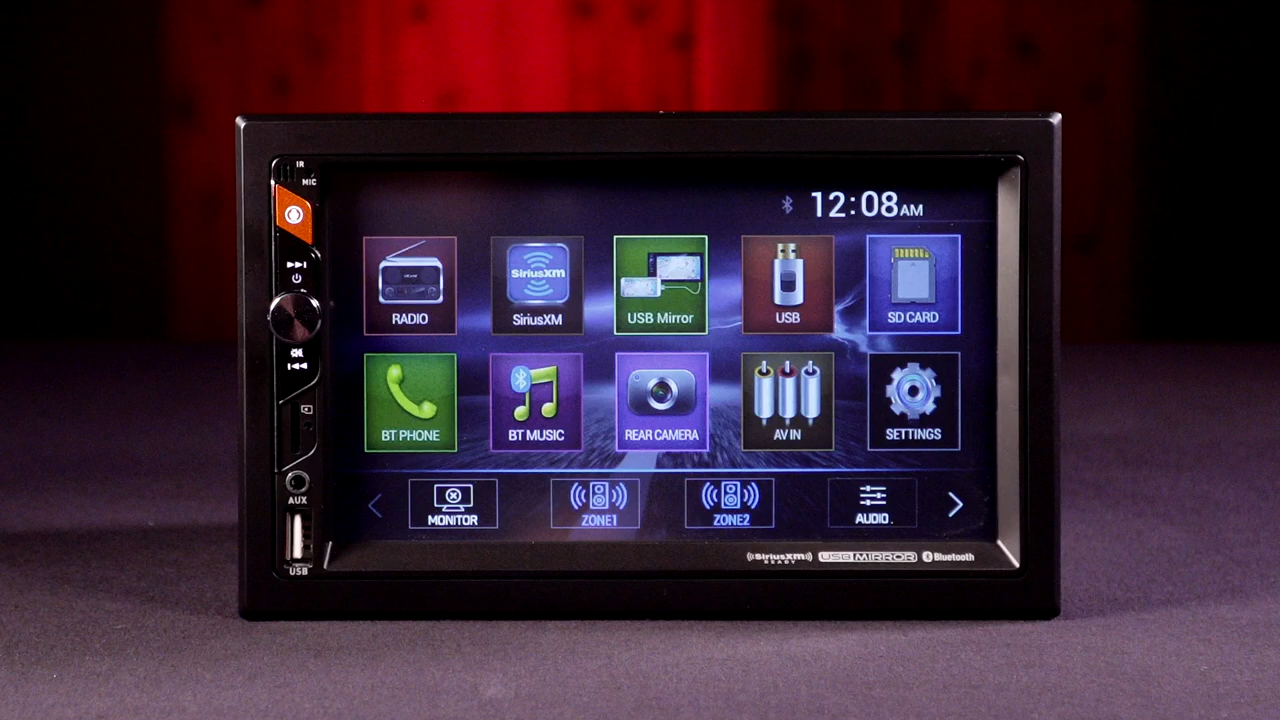 IR
MIC
12:08AM
RADIO
SiriusXM
SiriusXM
USB Mirror
USB
SD CARD
BT PHONE
BT MUSIC
REAR CAMERA
AV IN
SETTINGS
AUX
USB
MONITOR
ZONE1
ZONE2
AUDIO
SiriusXM READY
USB MIRROR
Bluetooth